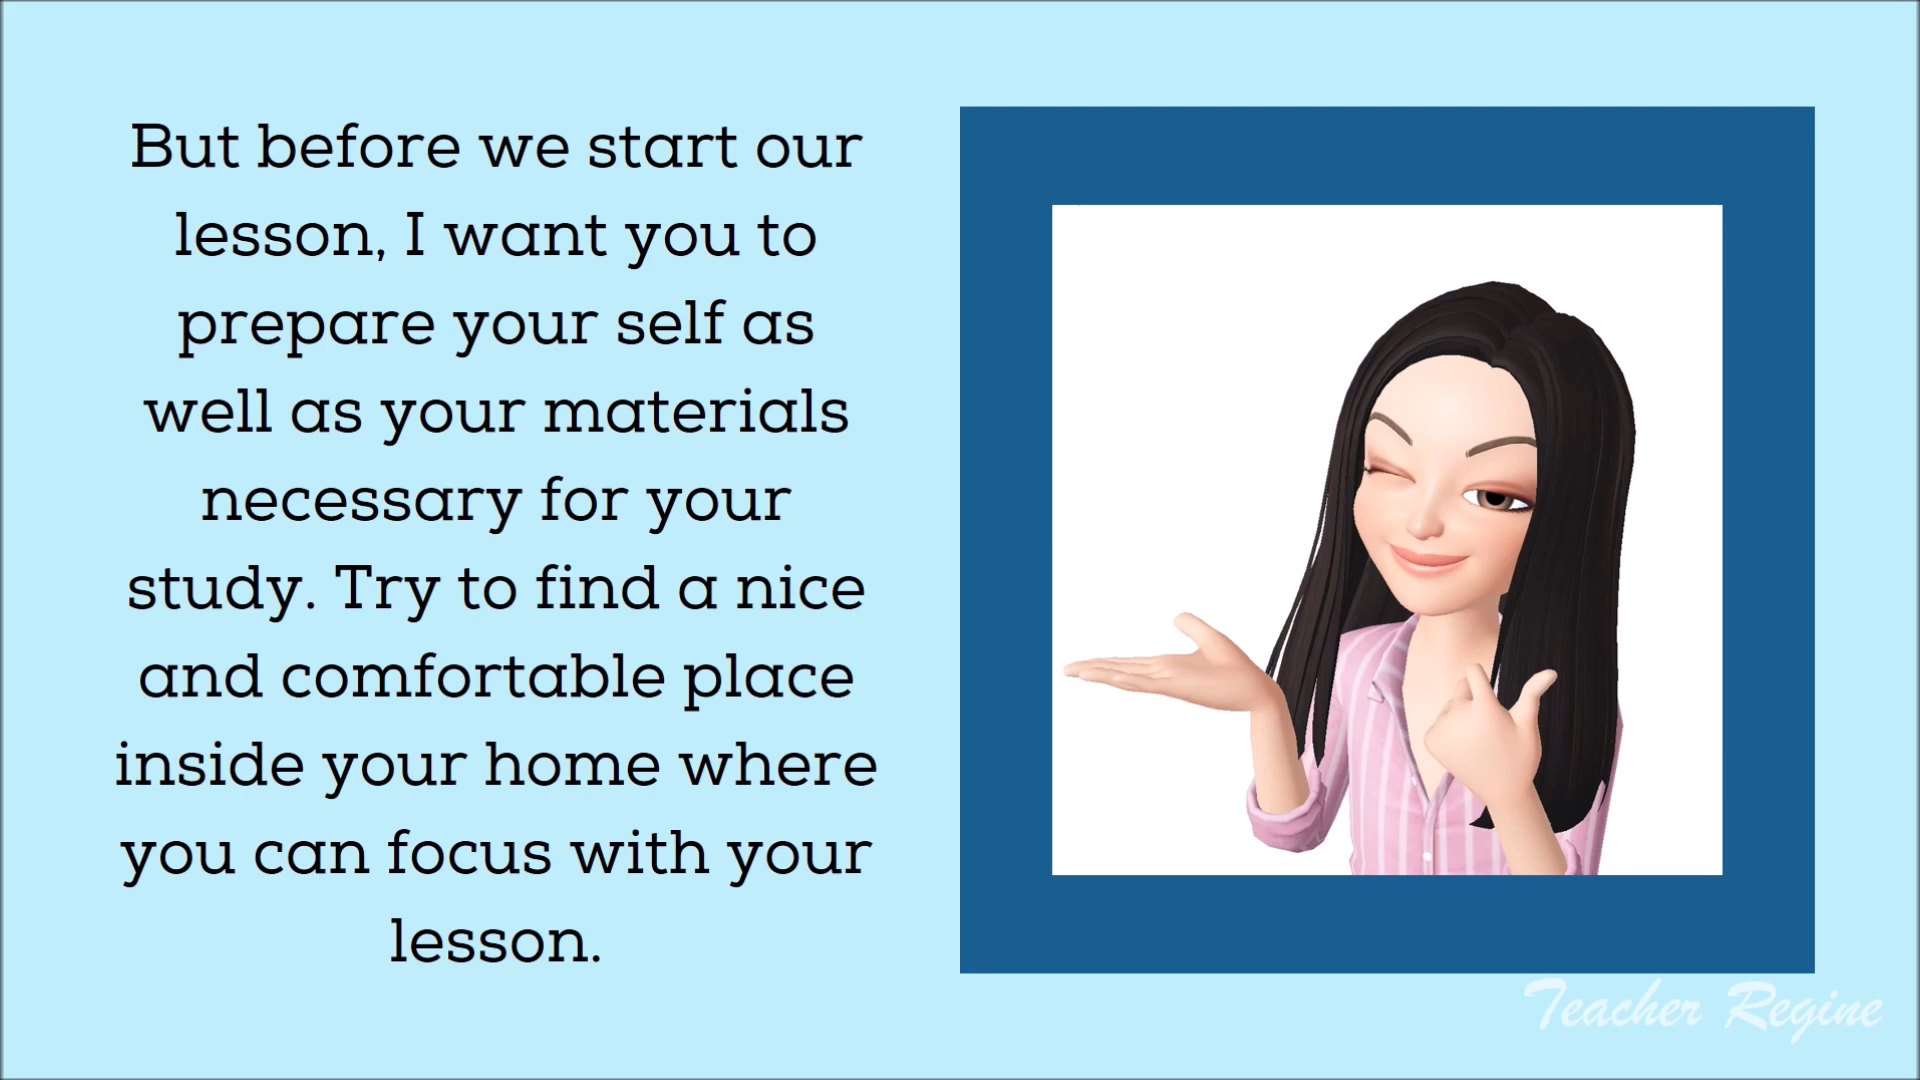 But before we start our
lesson, I want you to
prepare your self as
well as your materials
necessary for your
study. Try to find a nice
and comfortable place
inside your home where
you can focus with your
lesson.
Teacher Regine